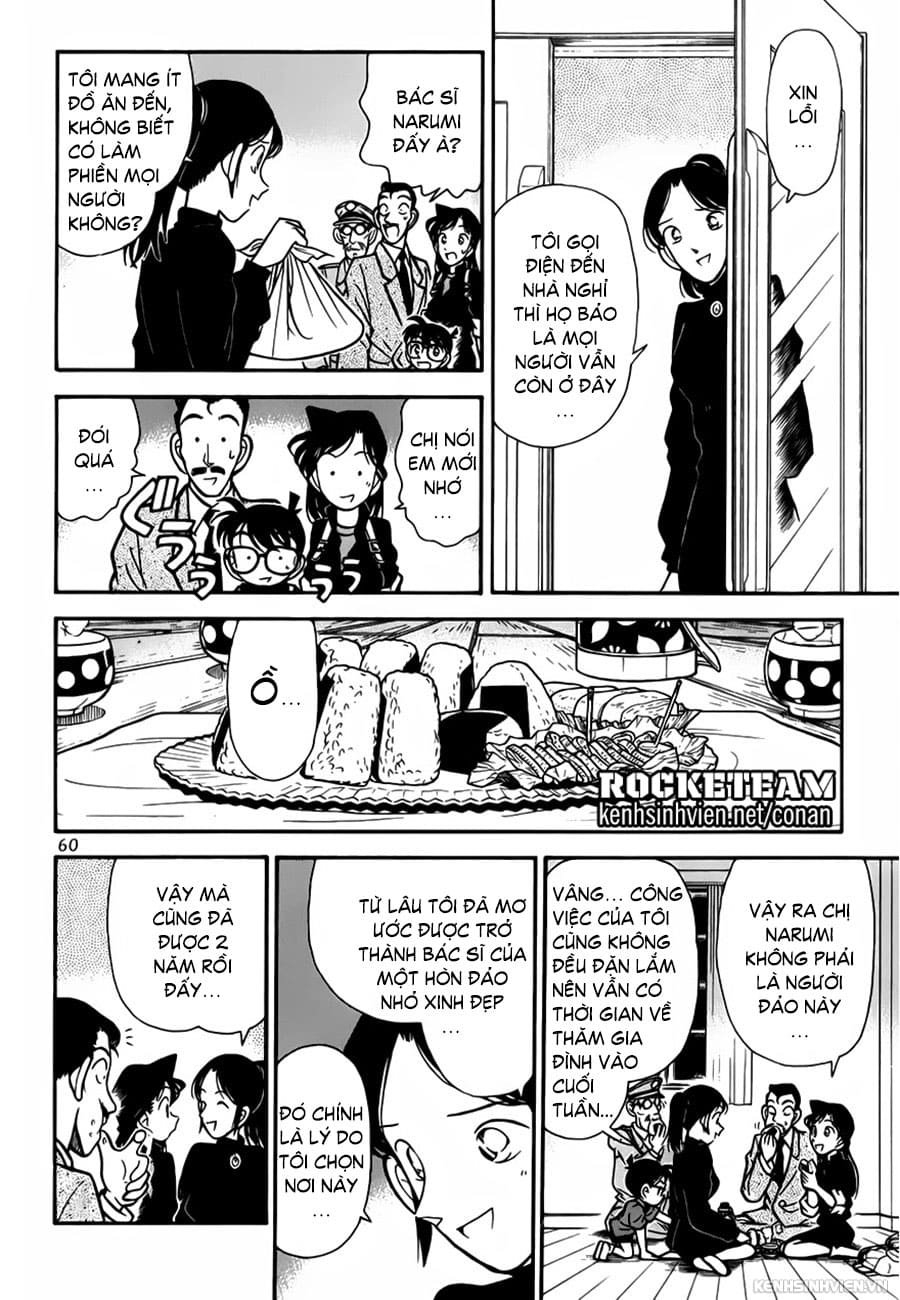 XIN
LỖI
...
TÔI GỌI
ĐIỆN ĐẾN
NHÀ NGHỈ
THÌ HỌ BẢO
LÀ MỌI
NGƯỜI VẪN
CÒN Ở ĐÂY
...
BÁC SĨ
NARUMI
ĐẤY À?
TÔI MANG ÍT
ĐỒ ĂN ĐẾN,
KHÔNG BIẾT
CÓ LÀM
PHIỀN MỌI
NGƯỜI
KHÔNG?
CHỊ NÓI
EM MỚI
NHỚ
...
ĐÓI
QUÁ
...
ぐぅぅ
ぐうう
Ồ...
ROCKETEAM
kenhsinhvien.net/conan
60
VẬY RA CHỊ
NARUMI
KHÔNG PHẢI
LÀ NGƯỜI
ĐẢO NÀY
...
VÂNG... CÔNG
VIỆC CỦA TÔI
CŨNG KHÔNG
ĐỀU ĐẶN LẮM
NÊN VẪN CÓ
THỜI GIAN VỀ
THĂM GIA
ĐÌNH VÀO
CUỐI
TUẦN...
TỪ LÂU TÔI ĐÃ MƠ
ƯỚC ĐƯỢC TRỞ
THÀNH BÁC SĨ CỦA
MỘT HÒN ĐẢO
NHỎ XINH ĐẸP
...
ĐÓ CHÍNH
LÀ LÝ DO
TÔI CHỌN
NƠI NÀY
...
VẬY MÀ
CŨNG ĐÃ
ĐƯỢC 2
NĂM RỒI
ĐẤY...
KENHSINHVIEN.VN